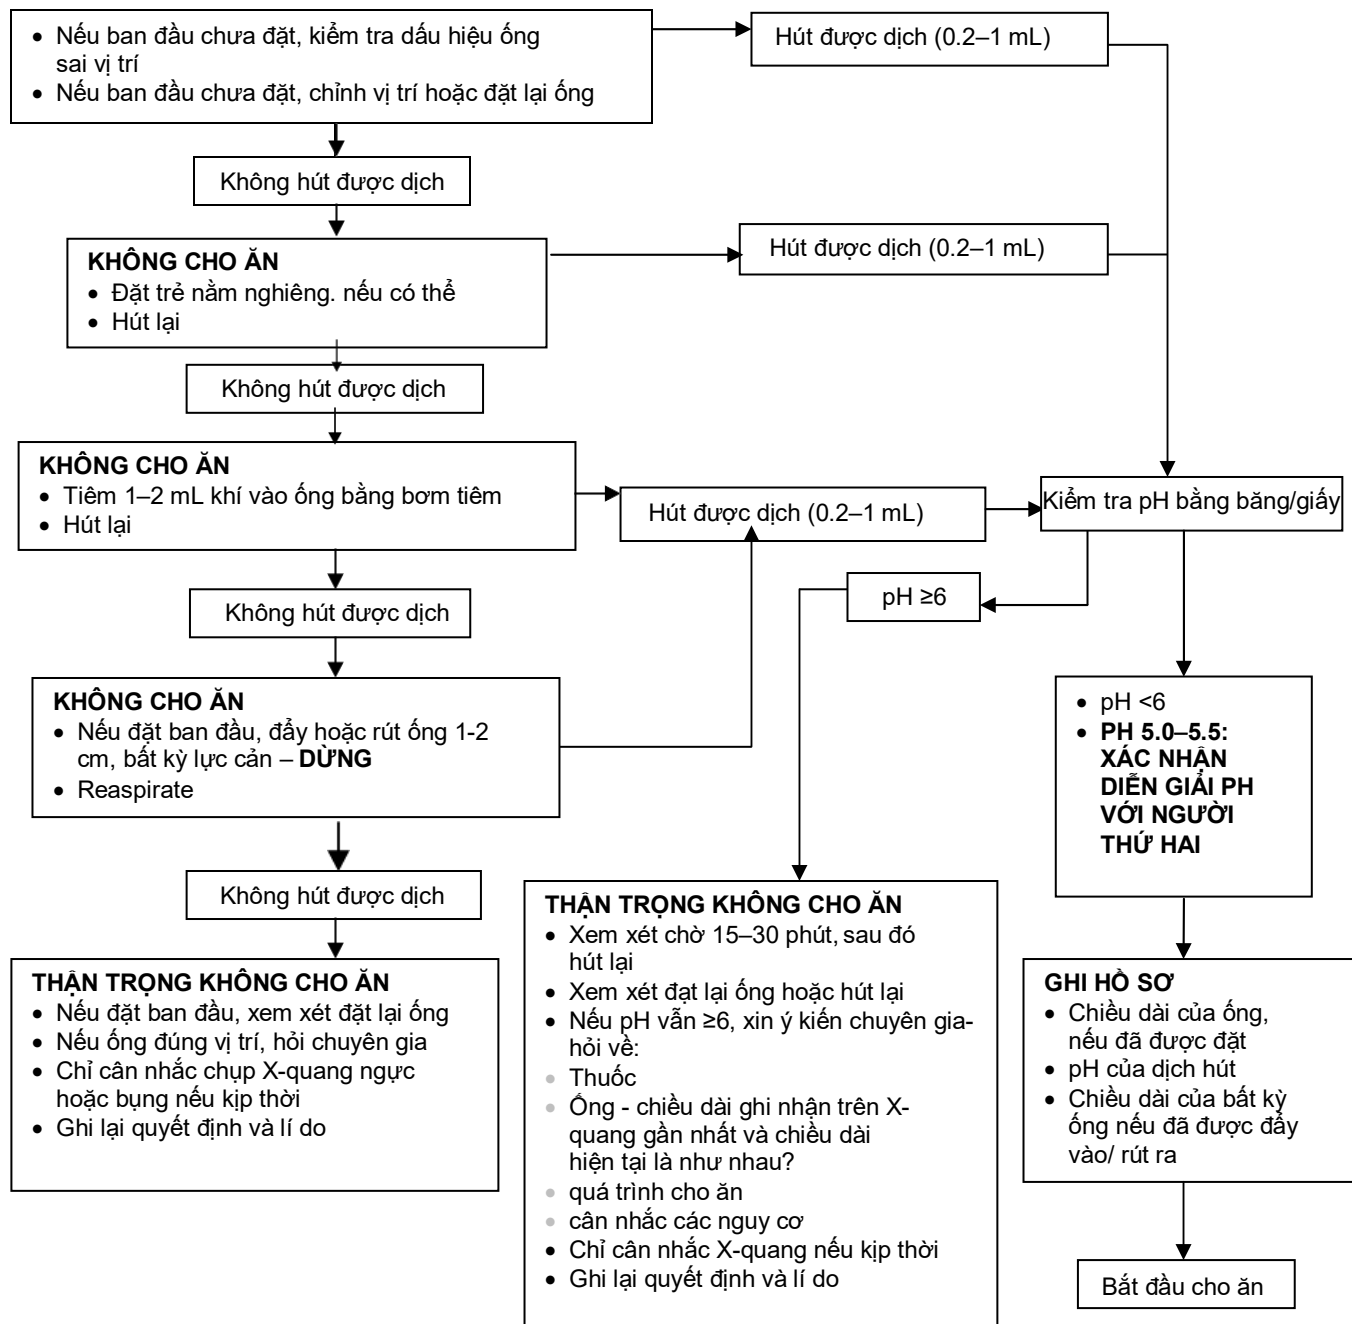 • Nếu ban đầu chưa đặt, kiểm tra dấu hiệu ống
sai vị trí
• Nếu ban đầu chưa đặt, chỉnh vị trí hoặc đặt lại ống
Hút được dịch (0.2–1 mL)
Không hút được dịch
KHÔNG CHO ĂN
• Đặt trẻ nằm nghiêng. nếu có thể
• Hút lại
Hút được dịch (0.2–1 mL)
Không hút được dịch
KHÔNG CHO ĂN
• Tiêm 1–2 mL khí vào ống bằng bơm tiêm
• Hút lại
Hút được dịch (0.2–1 mL)
Kiểm tra pH bằng băng/giấy
Không hút được dịch
pH ≥6
KHÔNG CHO ĂN
• Nếu đặt ban đầu, đẩy hoặc rút ống 1-2
cm, bất kỳ lực cản – DỪNG
• Reaspirate
• pH <6
• PH 5.0–5.5:
XÁC NHẬN
DIỄN GIẢI PH
VỚI NGƯỜI
THỨ HAI
Không hút được dịch
THẬN TRỌNG KHÔNG CHO ĂN
• Nếu đặt ban đầu, xem xét đặt lại ống
• Nếu ống đúng vị trí, hỏi chuyên gia
• Chỉ cân nhắc chụp X-quang ngực
hoặc bụng nếu kịp thời
• Ghi lại quyết định và lí do
THẬN TRỌNG KHÔNG CHO ĂN
• Xem xét chờ 15–30 phút, sau đó
hút lại
• Xem xét đạt lại ống hoặc hút lại
• Nếu pH vẫn ≥6, xin ý kiến chuyên gia-
hỏi về:
• Thuốc
• Ống - chiều dài ghi nhận trên X-
quang gần nhất và chiều dài
hiện tại là như nhau?
• quá trình cho ăn
• cân nhắc các nguy cơ
• Chỉ cân nhắc X-quang nếu kịp thời
• Ghi lại quyết định và lí do
GHI HỒ SƠ
• Chiều dài của ống,
nếu đã được đặt
• pH của dịch hút
• Chiều dài của bất kỳ
ống nếu đã được đẩy
vào/ rút ra
Bắt đầu cho ăn